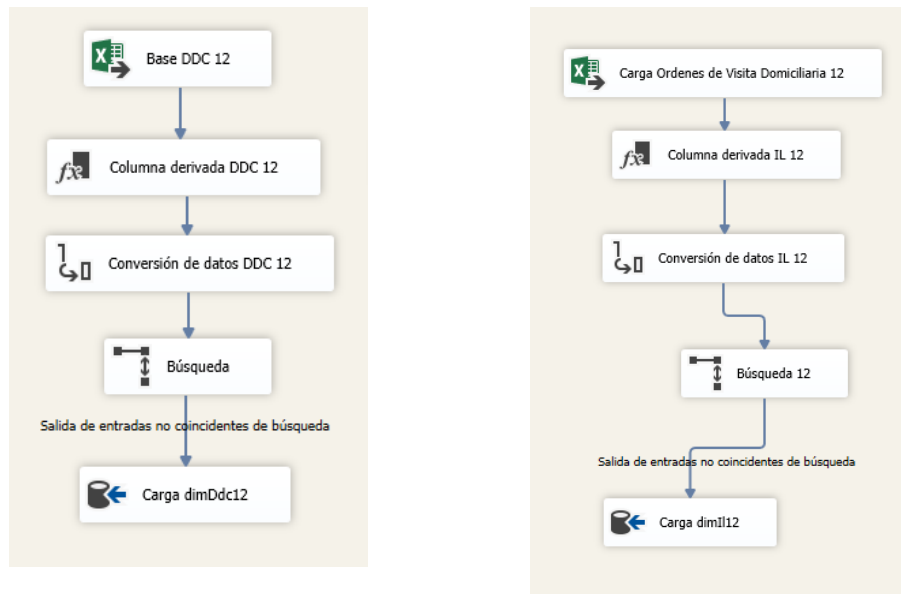 Base DDC 12
Columna derivada DDC 12
Conversión de datos DDC 12
Búsqueda
Salida de entradas no coincidentes de búsqueda
Carga dimDdc12
Carga Ordenes de Visita Domiciliaria 12
Columna derivada IL 12
Conversión de datos IL 12
Búsqueda 12
Salida de entradas no coincidentes de búsqueda
Carga dimIl12